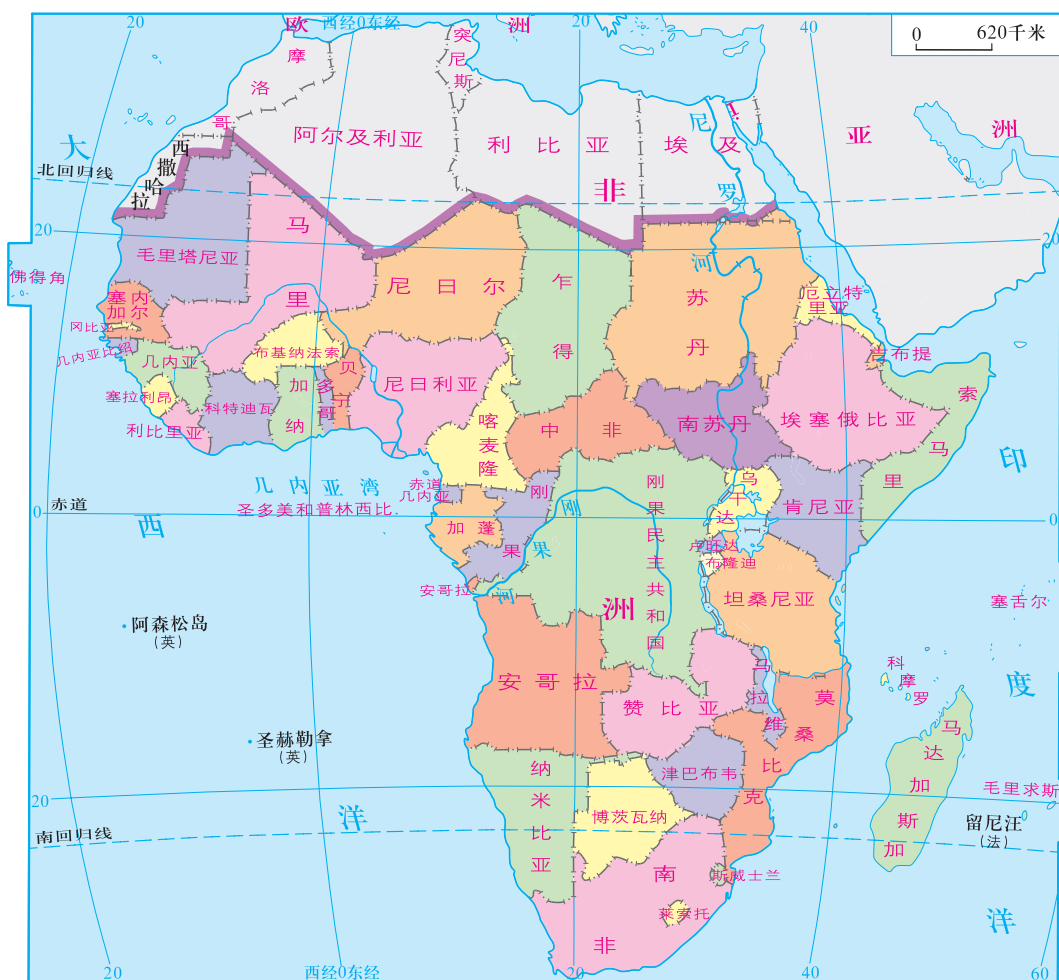 欧 洲
20
西经0东经
20
40
0 620千米
突尼斯
摩洛哥
阿尔及利亚
利比亚
埃及
亚 洲
尼罗河
大西洋
西撒哈拉
北回归线
非洲
20
20
毛里塔尼亚
马里
尼日尔
乍得
苏丹
厄立特里亚
佛得角
塞内加尔
冈比亚
几内亚比绍
几内亚
布基纳法索
贝宁
吉布提
塞拉利昂
科特迪瓦
加纳
多哥
尼日利亚
喀麦隆
中非
南苏丹
埃塞俄比亚
索马里
利比里亚
印度洋
几内亚湾
赤道几内亚
刚果
刚果河
刚果民主共和国
乌干达
肯尼亚
赤道
0
0
圣多美和普林西比
加蓬
卢旺达
布隆迪
安哥拉
坦桑尼亚
塞舌尔
阿森松岛
(英)
安哥拉
赞比亚
马拉维
莫桑比克
科摩罗
马达加斯加
圣赫勒拿
(英)
纳米比亚
津巴布韦
毛里求斯
20
博茨瓦纳
留尼汪
(法)
南回归线
南非
斯威士兰
莱索托
20
西经0东经
20
40
60